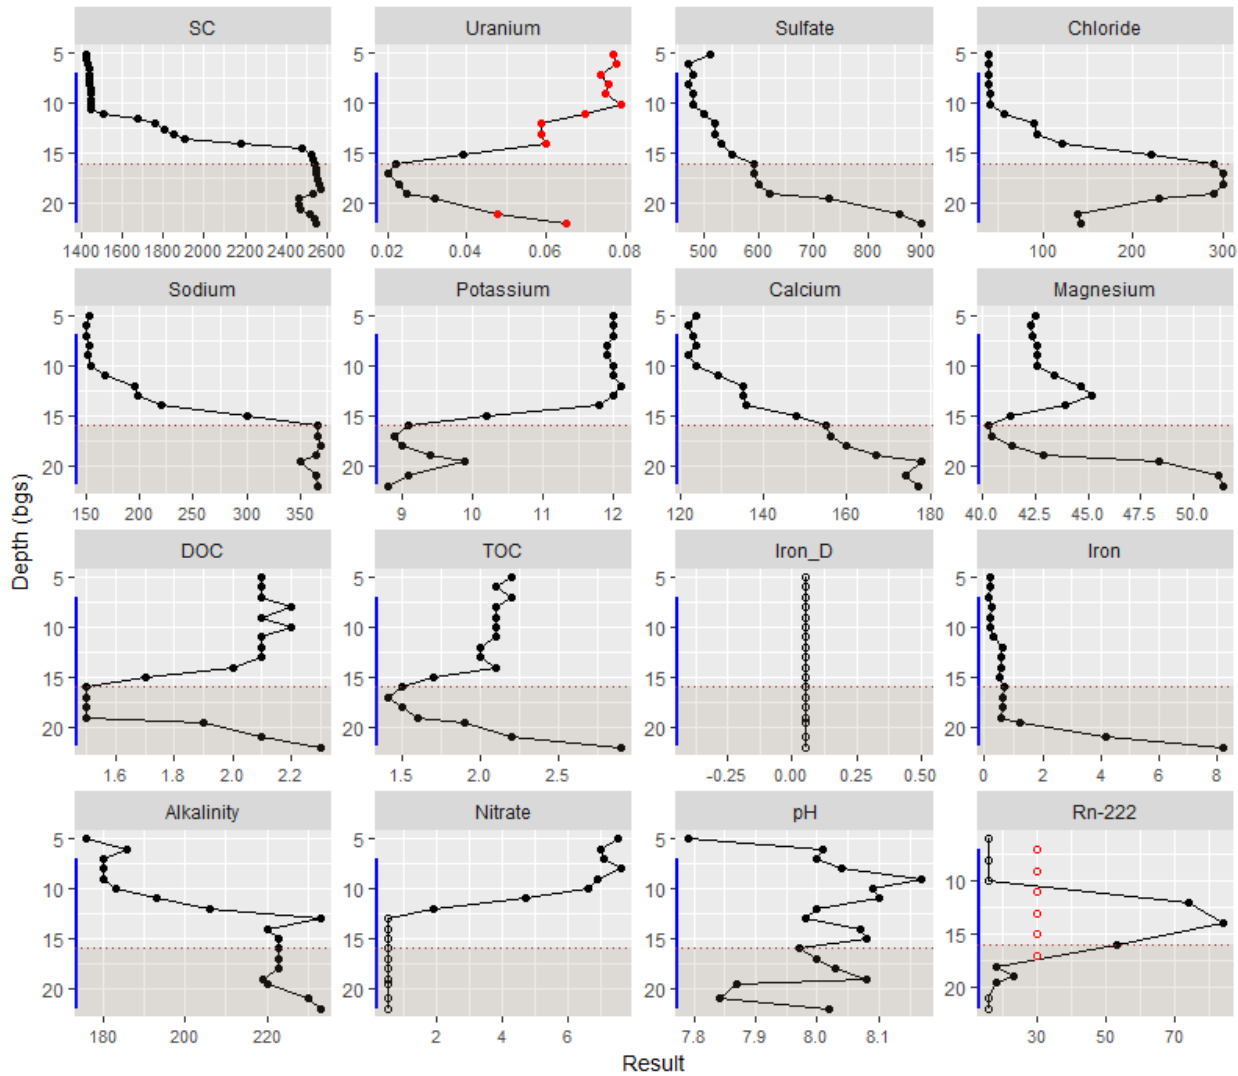 SC Uranium Sulfate Chloride
5 5 5 5
10 10 10 10
15 15 15 15
20 20 20 20
1400 1600 1800 2000 2200 2400 2600 0.02 0.04 0.06 0.08 500 600 700 800 900 100 200 300
Sodium Potassium Calcium Magnesium
5 5 5 5
10 10 10 10
15 15 15 15
20 20 20 20
150 200 250 300 350 9 10 11 12 120 140 160 180 40.0 42.5 45.0 47.5 50.0
Depth (bgs)
DOC TOC Iron_D Iron
5 5 5 5
10 10 10 10
15 15 15 15
20 20 20 20
1.6 1.8 2.0 2.2 1.5 2.0 2.5 -0.25 0.00 0.25 0.50 0 2 4 6 8
Alkalinity Nitrate pH Rn-222
5 5 5
10 10 10 10
15 15 15 15
20 20 20 20
180 200 220 2 4 6 7.8 7.9 8.0 8.1 30 50 70
Result